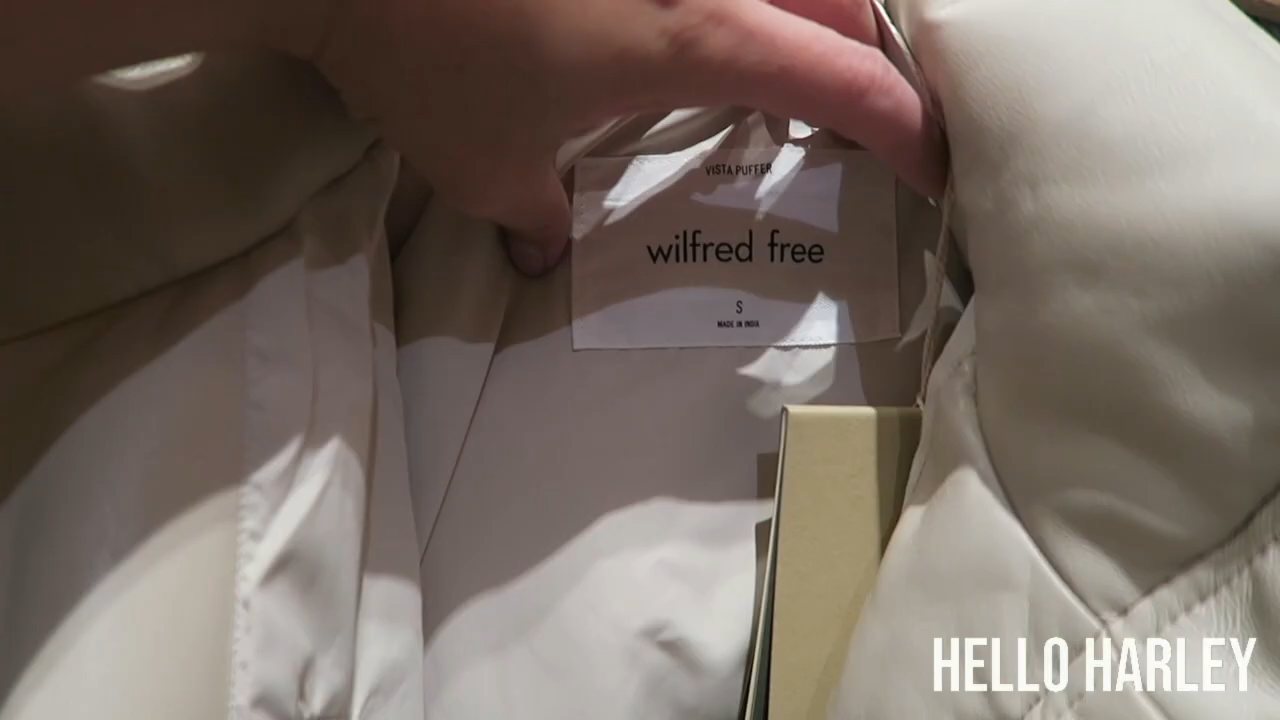 VISTA PUFFER
wilfred free
S
MADE IN INDIA
HELLO HARLEY